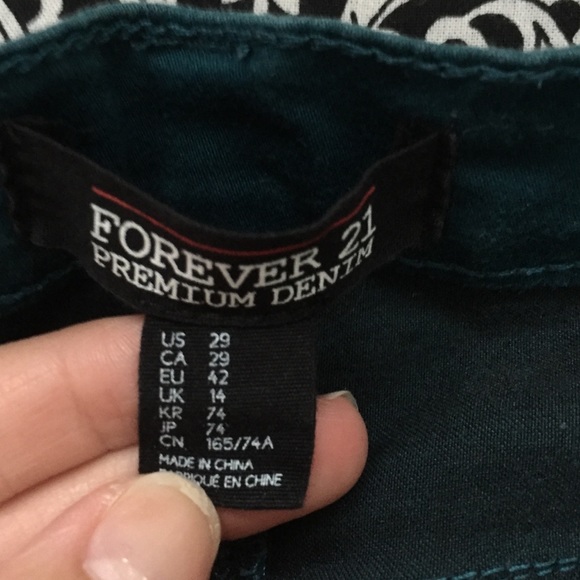 FOREVER 21
PREMIUM DENIM
US 29
CA 29
EU 42
UK 14
KR 74
JP 74
CN 165/74A
MADE IN CHINA
FABRIQUÉ EN CHINE